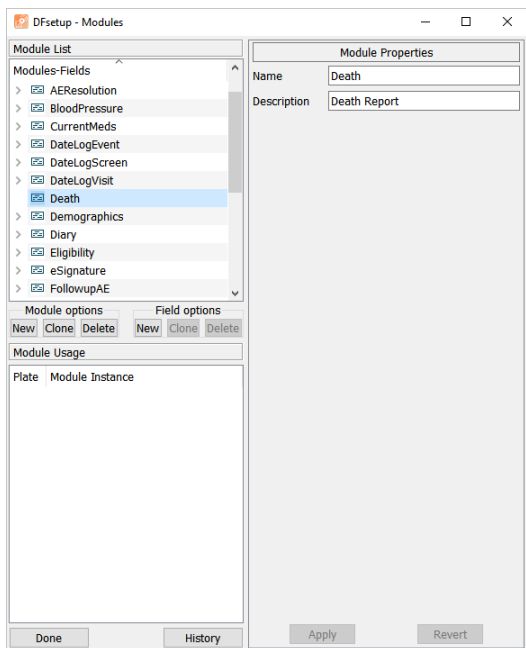 DFsetup - Modules
Module List
Modules-Fields
AEResolution
BloodPressure
CurrentMeds
DateLogEvent
DateLogScreen
DateLogVisit
Death
Demographics
Diary
Eligibility
eSignature
FollowupAE
Module options Field options
New Clone Delete New Clone Delete
Module Usage
Plate Module Instance
Done History
Module Properties
Name Death
Description Death Report
Apply Revert